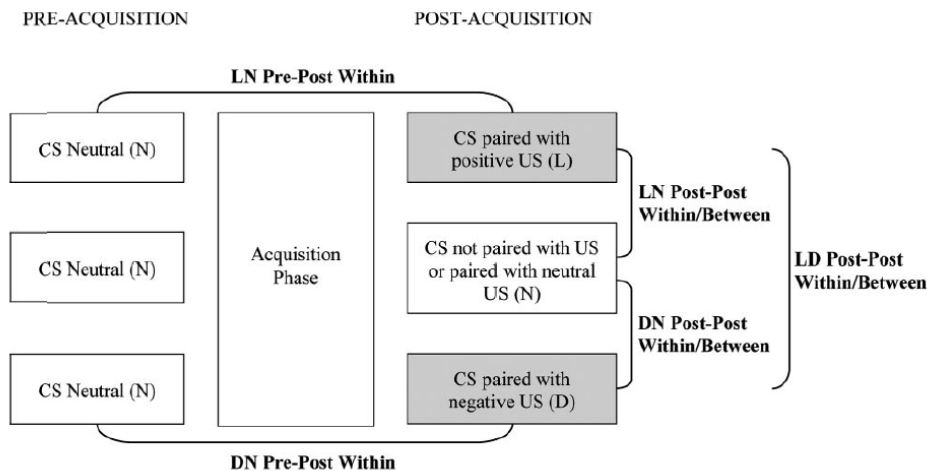 PRE-ACQUISITION
POST-ACQUISITION
LN Pre-Post Within
CS Neutral (N)
CS paired with
positive US (L)
LN Post-Post
Within/Between
CS Neutral (N)
Acquisition
Phase
CS not paired with US
or paired with neutral
US (N)
LD Post-Post
Within/Between
DN Post-Post
Within/Between
CS Neutral (N)
CS paired with
negative US (D)
DN Pre-Post Within